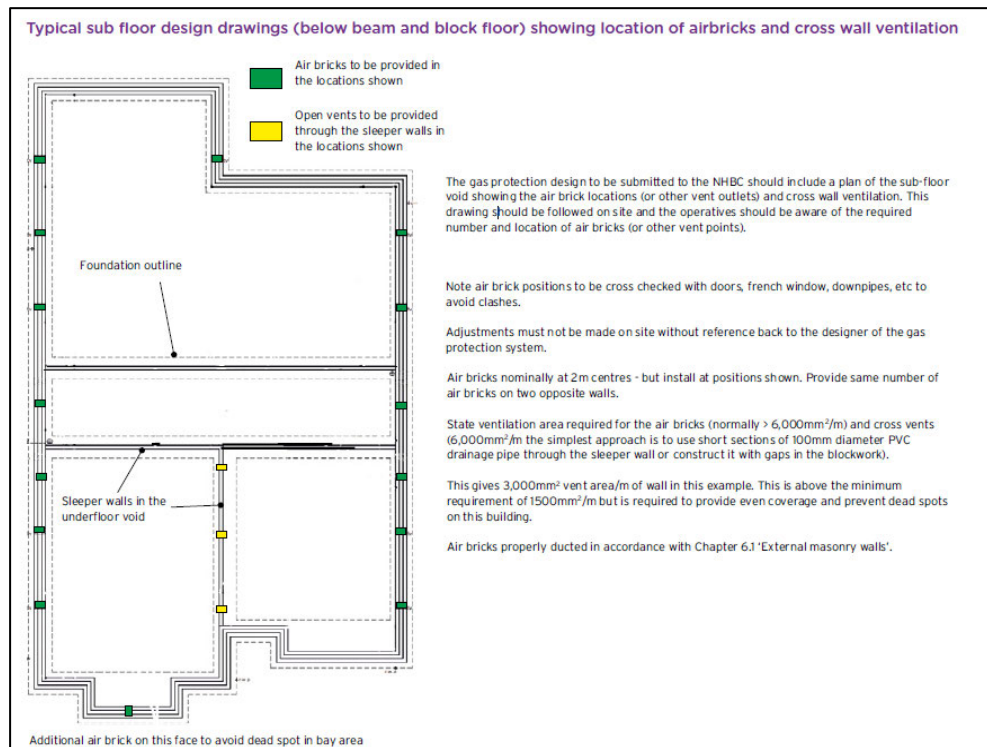 Typical sub floor design drawings (below beam and block floor) showing location of airbricks and cross wall ventilation
Air bricks to be provided in
the locations shown
Open vents to be provided
through the sleeper walls in
the locations shown
The gas protection design to be submitted to the NHBC should include a plan of the sub-floor
void showing the air brick locations (or other vent outlets) and cross wall ventilation. This
drawing should be followed on site and the operatives should be aware of the required
number and location of air bricks (or other vent points).
Foundation outline
Note air brick positions to be cross checked with doors, french window, downpipes, etc to
avoid clashes.
Adjustments must not be made on site without reference back to the designer of the gas
protection system.
Air bricks nominally at 2m centres - but install at positions shown. Provide same number of
air bricks on two opposite walls.
State ventilation area required for the air bricks (normally > 6,000mm²/m) and cross vents
(6,000mm²/m the simplest approach is to use short sections of 100mm diameter PVC
drainage pipe through the sleeper wall or construct it with gaps in the blockwork).
Sleeper walls in the
underfloor void
This gives 3,000mm² vent area/m of wall in this example. This is above the minimum
requirement of 1500mm²/m but is required to provide even coverage and prevent dead spots
on this building.
Air bricks properly ducted in accordance with Chapter 6.1 'External masonry walls'.
Additional air brick on this face to avoid dead spot in bay area